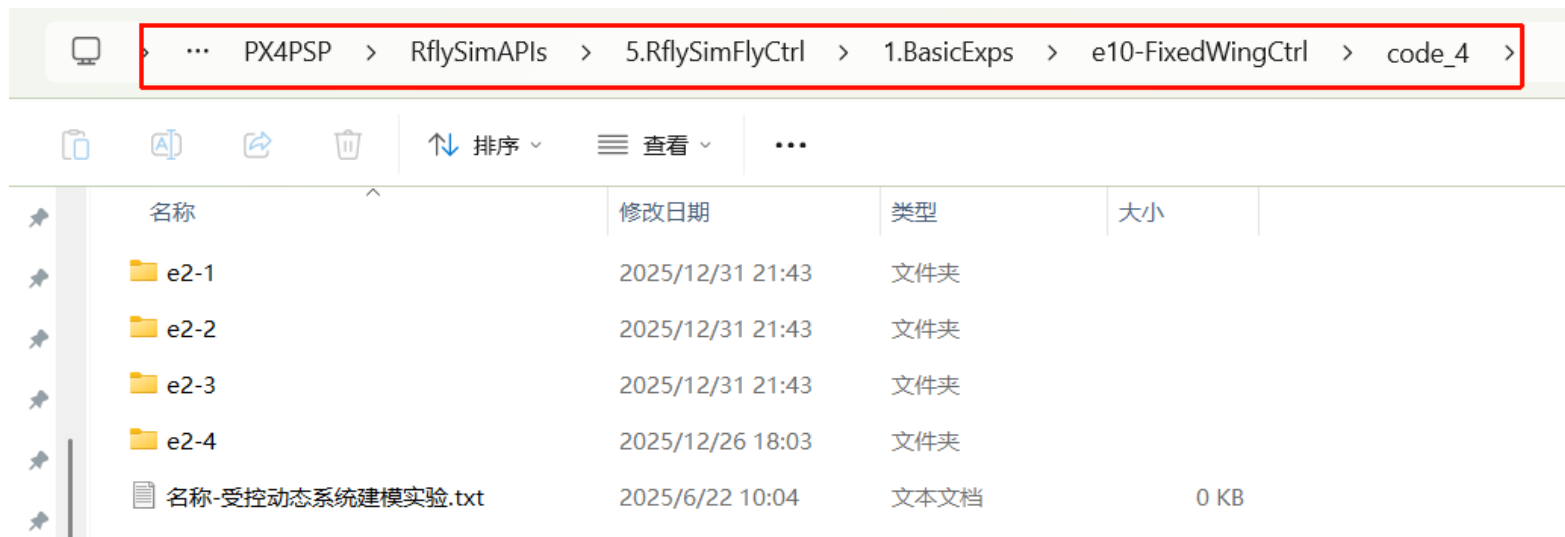 … PX4PSP > RflySimAPIs > 5.RflySimFlyCtrl > 1.BasicExps > e10-FixedWingCtrl > code_4 >
排序 查看 …
名称 修改日期 类型 大小
e2-1 2025/12/31 21:43 文件夹
e2-2 2025/12/31 21:43 文件夹
e2-3 2025/12/31 21:43 文件夹
e2-4 2025/12/26 18:03 文件夹
名称-受控动态系统建模实验.txt 2025/6/22 10:04 文本文档 0 KB